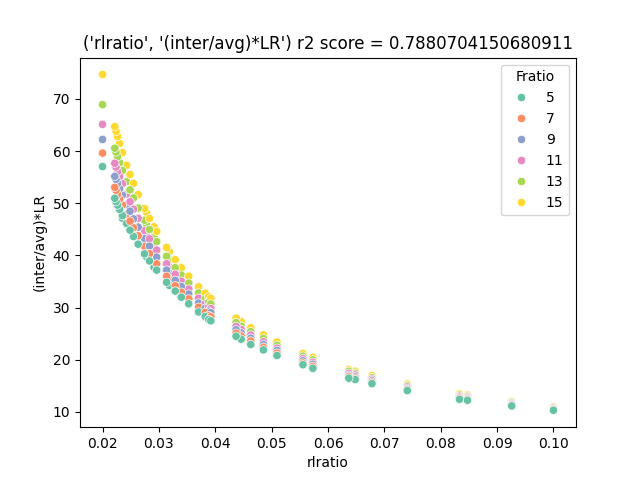 ('rlratio', '(inter/avg)*LR') r2 score = 0.7880704150680911
Fratio
5
7
9
11
13
15
70
60
50
40
30
20
10
(inter/avg)*LR
0.02 0.03 0.04 0.05 0.06 0.07 0.08 0.09 0.10
rlratio